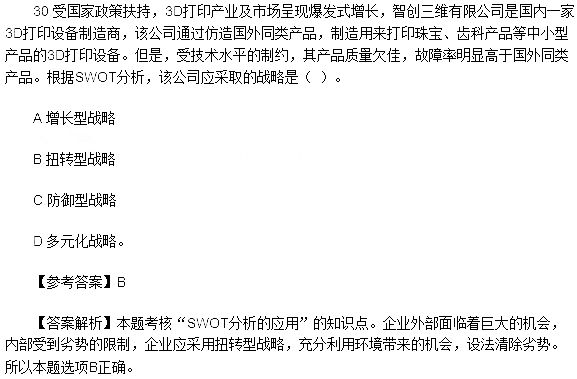 30 受国家政策扶持，3D打印产业及市场呈现爆发式增长，智创三维有限公司是国内一家
3D打印设备制造商，该公司通过仿造国外同类产品，制造用来打印珠宝、齿科产品等中小型
产品的3D打印设备。但是，受技术水平的制约，其产品质量欠佳，故障率明显高于国外同类
产品。根据SWOT分析，该公司应采取的战略是（ ）。
A 增长型战略
B 扭转型战略
C 防御型战略
D 多元化战略。
【参考答案】B
【答案解析】本题考核“SWOT分析的应用”的知识点。企业外部面临着巨大的机会，
内部受到劣势的限制，企业应采用扭转型战略，充分利用环境带来的机会，设法清除劣势。
所以本题选项B正确。